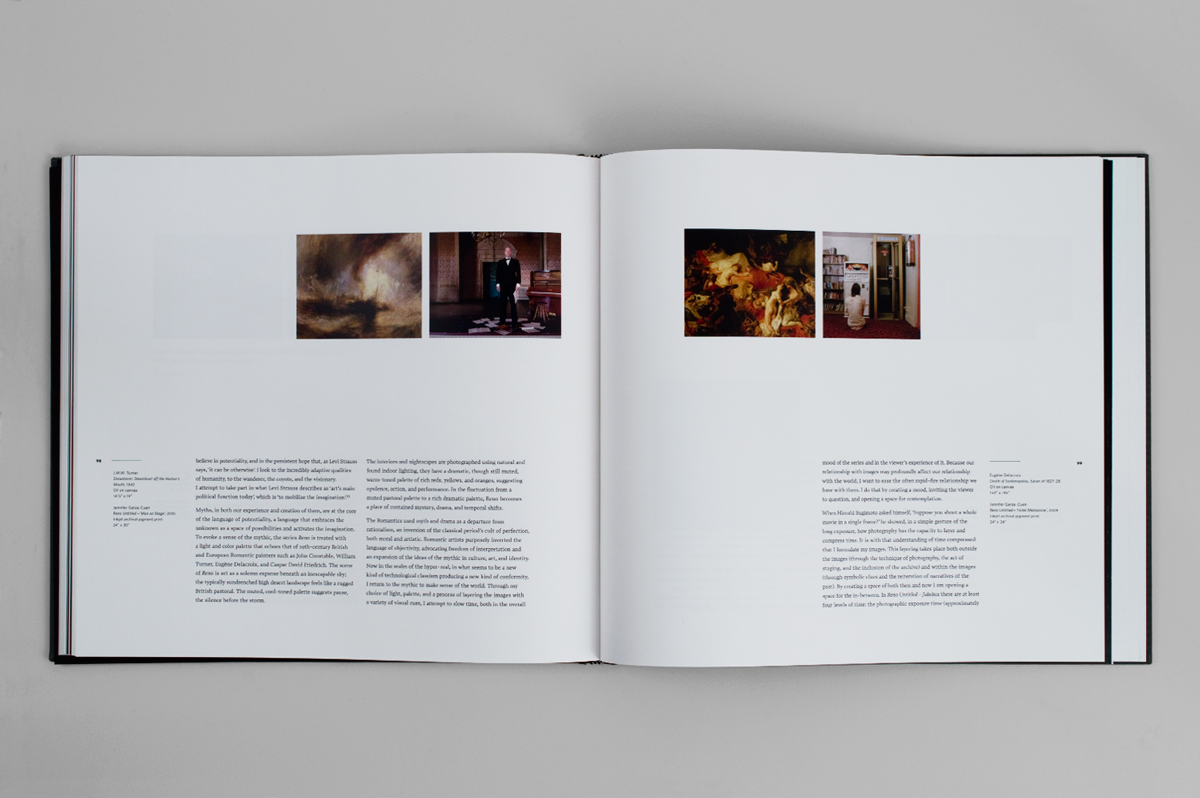 98
J.M.W. Turner
Snowstorm: Steamboat off the Harbor's
Mouth, 1842
Oil on canvas
Jennifer Garza-Cuen
Reno Untitled – Man on Stage, 2010
Inkjet archival pigment print
24" x 30"
believe in potentiality, and in the persistent hope that, as Levi Strauss
says, 'it can be otherwise'. I look to the incredibly adaptive qualities
of humanity, to the wanderer, the coyote, and the visionary.
I attempt to take part in what Levi Strauss describes as 'art's main
political function today', which is 'to mobilize the imagination.'
Myths, in both our experience and creation of them, are at the core
of the language of potentiality, a language that embraces the
unknown as a space of possibilities and activates the imagination.
To evoke a sense of the mythic, the series Reno is treated with
a light and color palette that echoes that of 19th-century British
and European Romantic painters such as John Constable, William
Turner, Eugène Delacroix, and Caspar David Friedrich. The scene
of Reno is set as a solemn expanse beneath an inescapable sky;
the typically sundrenched high desert landscape feels like a rugged
British pastoral. The muted, cool-toned palette suggests pause,
the silence before the storm.
The interiors and nightscapes are photographed using natural and
found indoor lighting, they have a dramatic, though still muted,
warm-toned palette of rich reds, yellows, and oranges, suggesting
opulence, action, and performance. In the fluctuation from a
muted pastoral palette to a rich dramatic palette, Reno becomes
a place of contained mystery, drama, and temporal shifts.
The Romantics used myth and drama as a departure from
rationalism, an invention of the classical period's cult of perfection,
both moral and artistic. Romantic artists purposely inverted the
language of objectivity, advocating freedom of interpretation and
an expansion of the ideas of the mythic in culture, art, and identity.
Now in the realm of the hyper-real, in what seems to be a new
kind of technological classism producing a new kind of conformity,
I return to the mythic to make sense of the world. Through my
choice of light, palette, and a process of layering the images with
a variety of visual cues, I attempt to slow time, both in the overall
mood of the series and in the viewer's experience of it. Because our
relationship with images may profoundly affect our relationship
with the world, I want to ease the often rapid-fire relationship we
have with them. I do that by creating a mood, inviting the viewer
to question, and opening a space for contemplation.
When Hiroshi Sugimoto asked himself, 'Suppose you shoot a whole
movie in a single frame?' he showed, in a simple gesture of the
long exposure, how photography has the capacity to layer and
compress time. It is with that understanding of time compressed
that I formulate my images. This layering takes place both outside
the images (through the technique of photography, the act of
staging, and the inclusion of the archive) and within the images
(through symbolic clues and the retention of narratives of the
past). By creating a space of both then and now I am opening a
space for the in-between. In Reno Untitled – Jukebox there are at least
four levels of time: the photographic exposure time (approximately
99
Eugène Delacroix
Death of Sardanapalus, Salon of 1827-28
Oil on canvas
Jennifer Garza-Cuen
Inkjet archival pigment print
24" x 24"